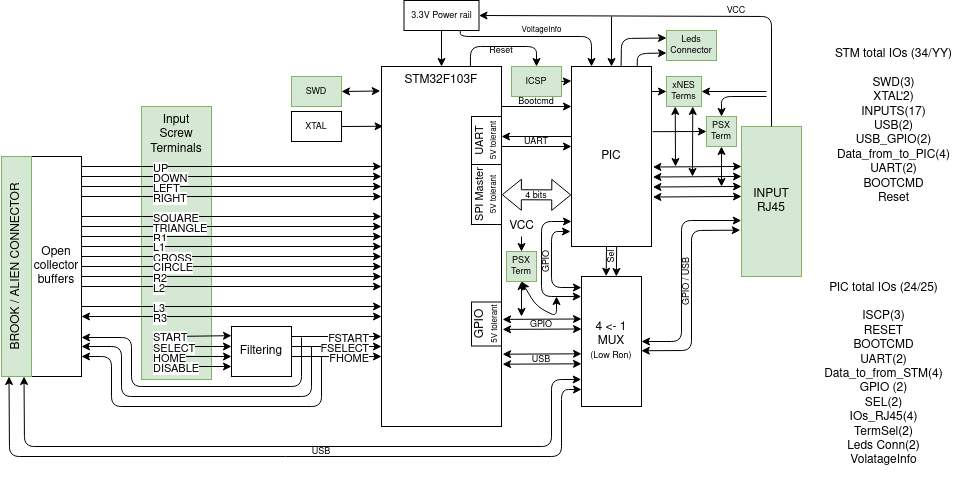 3.3V Power rail
VCC
VoltageInfo
Leds
Connector
STM total IOs (34/YY)
Reset
STM32F103F
ICSP
SWD
xNES
Terms
SWD(3)
XTAL'2)
INPUTS(17)
USB(2)
USB_GPIO(2)
Data_from_to_PIC(4)
UART(2)
BOOTCMD
Reset
Bootcmd
Input
Screw
Terminals
XTAL
UART
5V tolerant
UART
PIC
PSX
Term
UP
DOWN
LEFT
RIGHT
SPI Master
5V tolerant
4 bits
INPUT
RJ45
BROOK / ALIEN CONNECTOR
Open
collector
buffers
SQUARE
TRIANGLE
R1
L1
CROSS
CIRCLE
R2
L2
L3
R3
VCC
PSX
Term
GPIO
Sel
GPIO / USB
PIC total IOs (24/25)
ISCP(3)
RESET
BOOTCMD
UART(2)
Data_to_from_STM(4)
GPIO (2)
SEL(2)
IOs_RJ45(4)
TermSel(2)
Leds Conn(2)
VolatageInfo
START
SELECT
HOME
DISABLE
Filtering
FSTART
FSELECT
FHOME
GPIO
5V tolerant
GPIO
USB
4 <- 1
MUX
(Low Ron)
USB